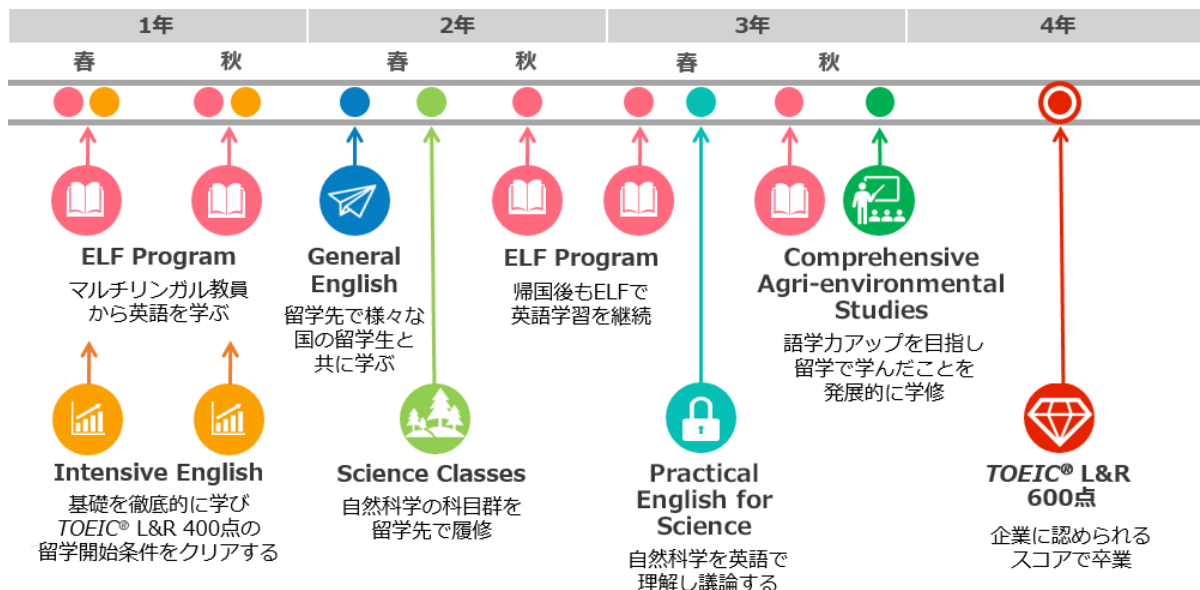 1年 2年 3年 4年
春 秋 春 秋 春 秋
ELF Program
マルチリンガル教員
から英語を学ぶ
General
English
留学先で様々な
国の留学生と
共に学ぶ
ELF Program
帰国後もELFで
英語学習を継続
Comprehensive
Agri-environmental
Studies
語学力アップを目指し
留学で学んだことを
発展的に学修
Intensive English
基礎を徹底的に学び
TOEIC® L&R 400点の
留学開始条件をクリアする
Science Classes
自然科学の科目群を
留学先で履修
Practical
English for
Science
自然科学を英語で
理解し議論する
TOEIC® L&R
600点
企業に認められる
スコアで卒業